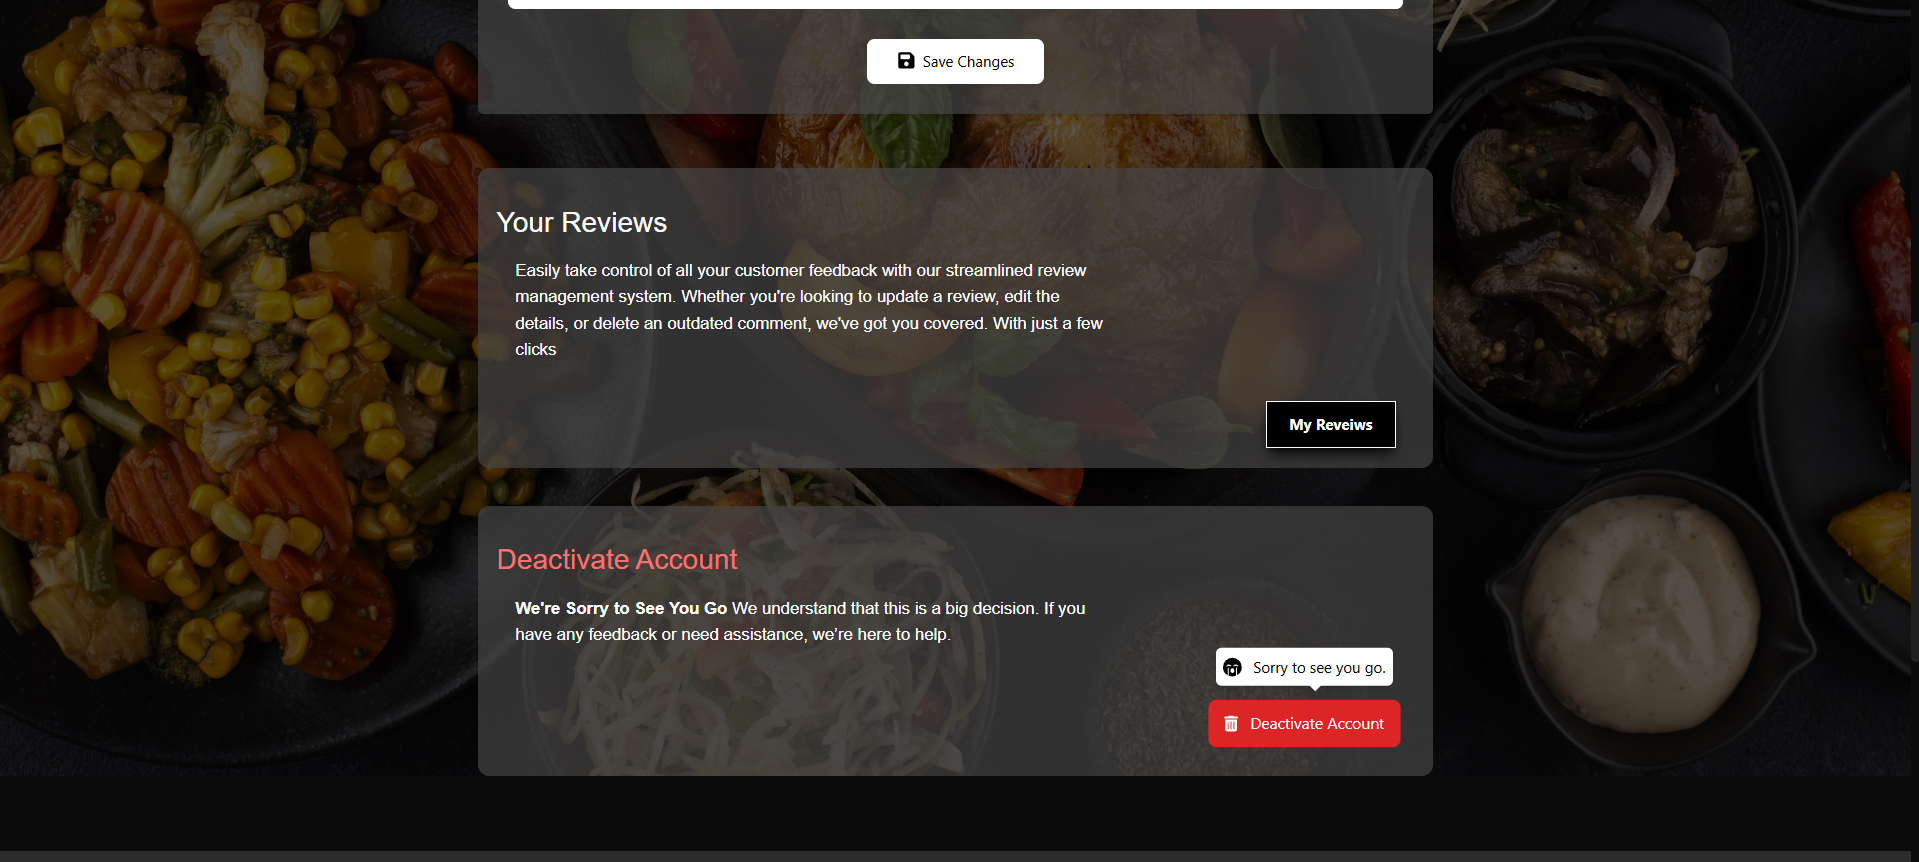 Save Changes
Your Reviews
Easily take control of all your customer feedback with our streamlined review
management system. Whether you're looking to update a review, edit the
details, or delete an outdated comment, we've got you covered. With just a few
clicks
My Reveiws
Deactivate Account
We're Sorry to See You Go We understand that this is a big decision. If you
have any feedback or need assistance, we’re here to help.
Sorry to see you go.
Deactivate Account